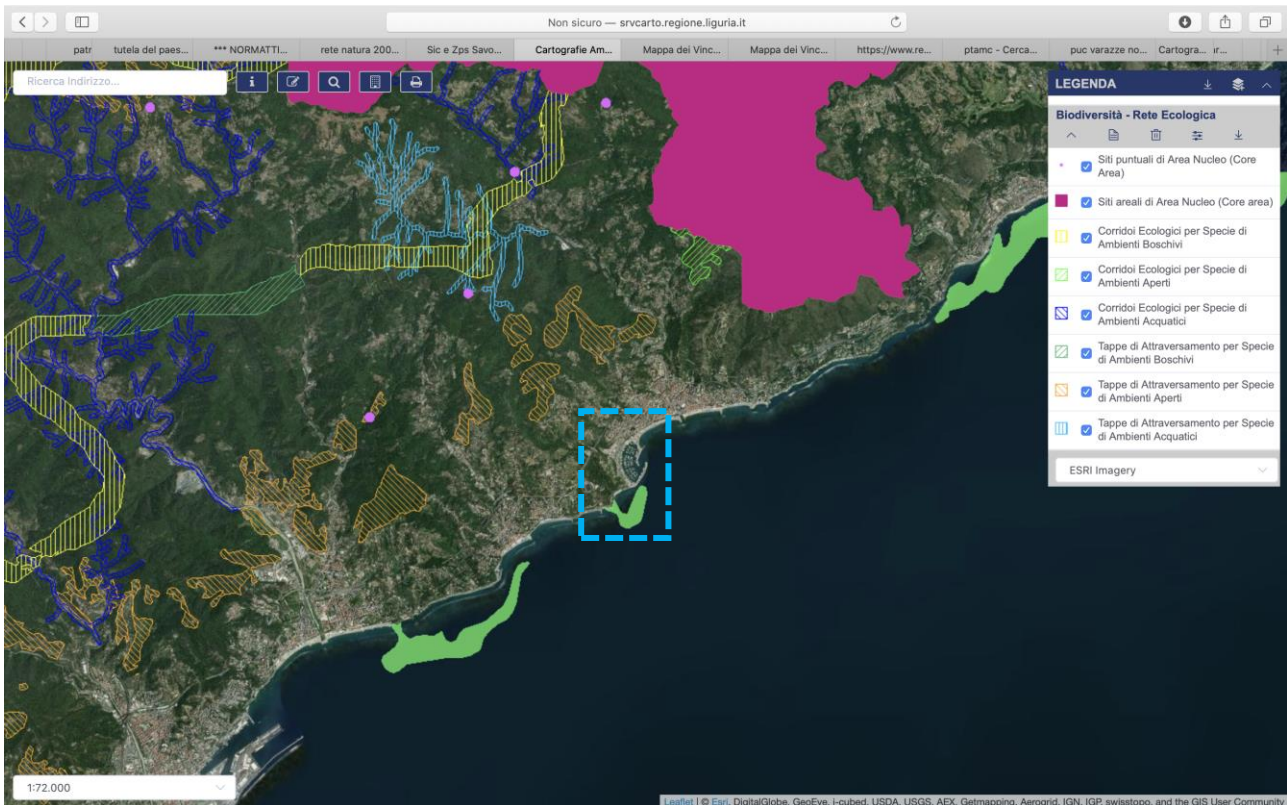 Non sicuro — srvcarto.regione.liguria.it
patr
tutela del paes...
*** NORMATTI...
rete natura 200...
Sic e Zps Savo...
Cartografie Am...
Mappa dei Vinc...
Mappa dei Vinc...
https://www.re...
ptamc - Cerca...
puc varazze no...
Cartogra...
Ricerca Indirizzo...
LEGENDA
Biodiversità - Rete Ecologica
Siti puntuali di Area Nucleo (Core
Area)
Siti areali di Area Nucleo (Core area)
Corridoi Ecologici per Specie di
Ambienti Boschivi
Corridoi Ecologici per Specie di
Ambienti Aperti
Corridoi Ecologici per Specie di
Ambienti Acquatici
Tappe di Attraversamento per Specie
di Ambienti Boschivi
Tappe di Attraversamento per Specie
di Ambienti Aperti
Tappe di Attraversamento per Specie
di Ambienti Acquatici
ESRI Imagery
1:72.000
Leaflet | © Esri, DigitalGlobe, GeoEye, i-cubed, USDA, USGS, AEX, Getmapping, Aerogrid, IGN, IGP, swisstopo, and the GIS User Community